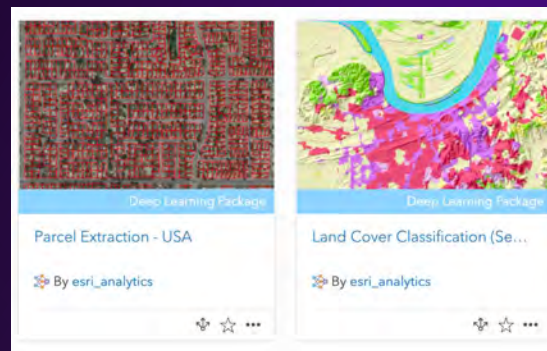 Deep Learning Package
Parcel Extraction - USA
By esri_analytics
Deep Learning Package
Land Cover Classification (Se...
By esri_analytics